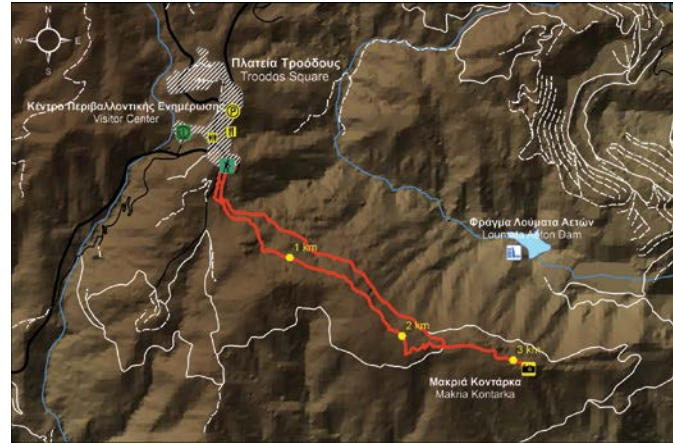 N
W E
S
Πλατεία Τροόδους
Troodos Square
Κέντρο Περιβαλλοντικής Ενημέρωσης
Visitor Center
P
1 km
Φράγμα Λούματα Αετών
Loumata Aeton Dam
2 km
3 km
Μακριά Κοντάρκα
Makria Kontarka